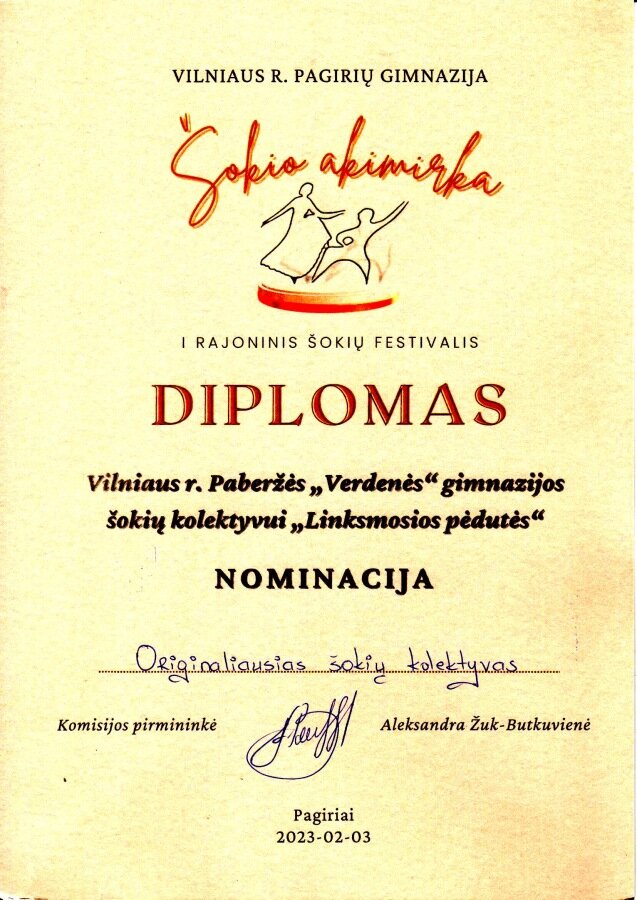 VILNIAUS R. PAGIRIŲ GIMNAZIJA
Šokio akimirka
I RAJONINIS ŠOKIŲ FESTIVALIS
DIPLOMAS
Vilniaus r. Paberžės „Verdenės“ gimnazijos
šokių kolektyvui „Linksmosios pėdutės“
NOMINACIJA
Originaliausias šokių kolektyvas
Komisijos pirmininkė Aleksandra Žuk-Butkuvienė
Pagiriai
2023-02-03